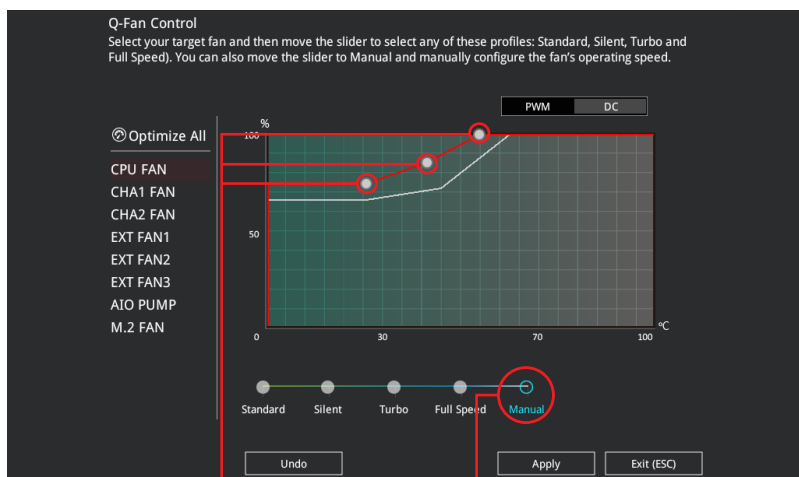 Q-Fan Control
Select your target fan and then move the slider to select any of these profiles: Standard, Silent, Turbo and
Full Speed). You can also move the slider to Manual and manually configure the fan's operating speed.
PWM DC
%
Optimize All
100
CPU FAN
CHA1 FAN
CHA2 FAN
EXT FAN1
50
EXT FAN2
EXT FAN3
AIO PUMP
M.2 FAN
0 30 70 100 °C
Standard Silent Turbo Full Speed Manual
Undo Apply Exit (ESC)